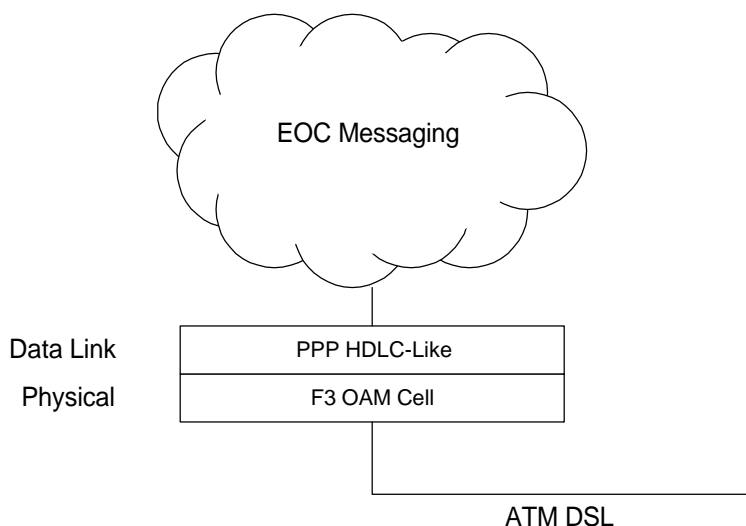 EOC Messaging
Data Link
PPP HDLC-Like
Physical
F3 OAM Cell
ATM DSL